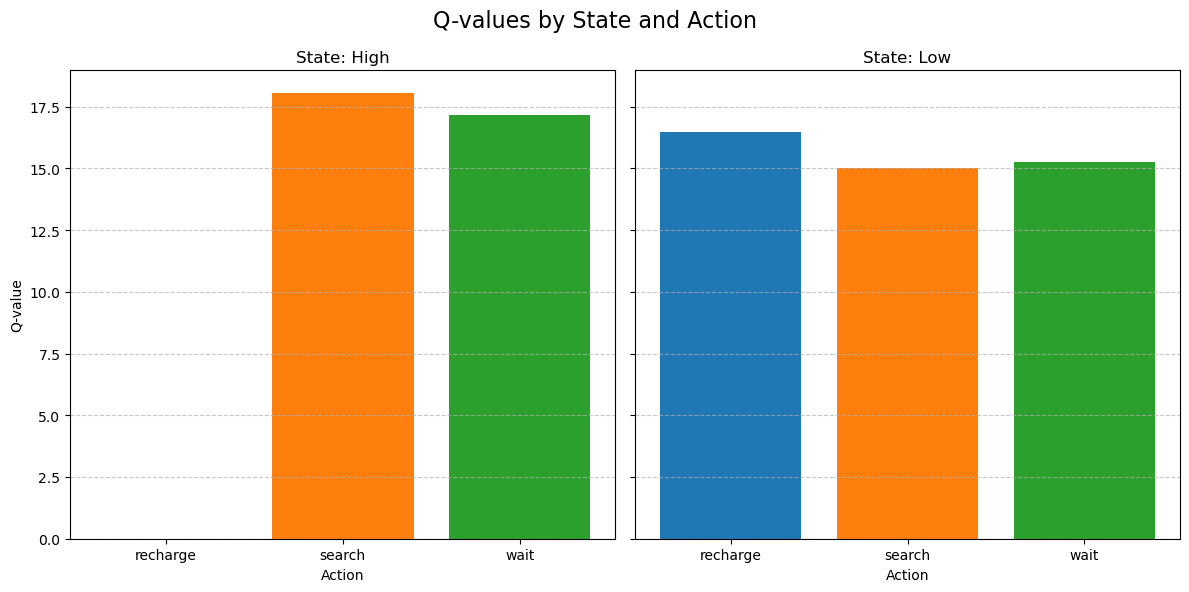 Q-values by State and Action
State: High
Q-value
17.5
15.0
12.5
10.0
7.5
5.0
2.5
0.0
recharge search wait
Action
State: Low
recharge search wait
Action